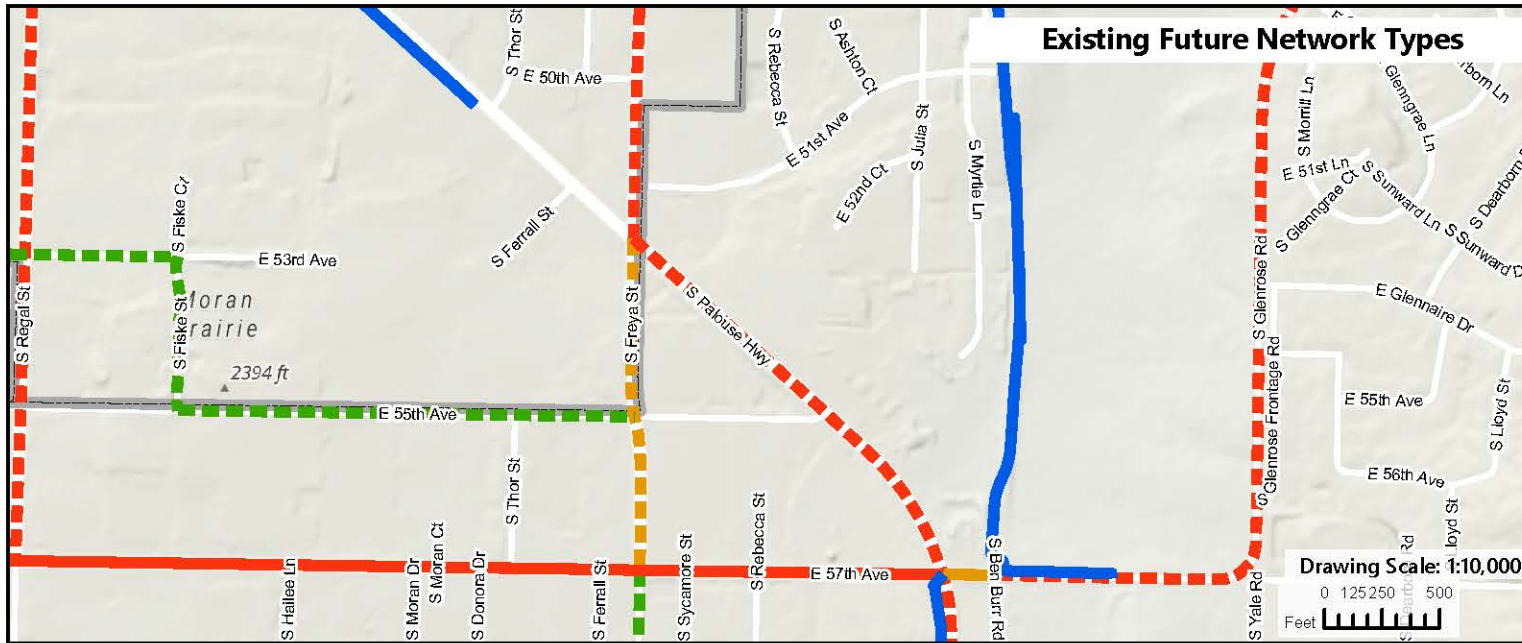 Existing Future Network Types
S Thor St
E 50th Ave
S Rebecca St
S Ashton Ct
E 51st Ave
S Julia St
E 52nd Ct
S Myrtle Ln
S Morrill Ln
S Glenngrae Ln
E 51st Ln
S Sunward Ln
S Sunward D
S Dearborn
S Glenngrae Ct
S Fiske Ct
E 53rd Ave
S Ferrall St
S Regal St
S Fiske St
Moran
Prairie
2394 ft
S Freya St
S Palouse Hwy
S Glenrose Rd
S Glenrose Frontage Rd
E Glennaire Dr
E 55th Ave
E 55th Ave
S Lloyd St
E 56th Ave
S Thor St
S Hallee Ln
S Moran Dr
S Moran Ct
S Donora Dr
S Ferrall St
S Sycamore St
S Rebecca St
E 57th Ave
S Ben Burr Rd
S Yale Rd
S Dearborn Rd
S Lloyd St
Drawing Scale: 1:10,000
0 125 250 500
Feet